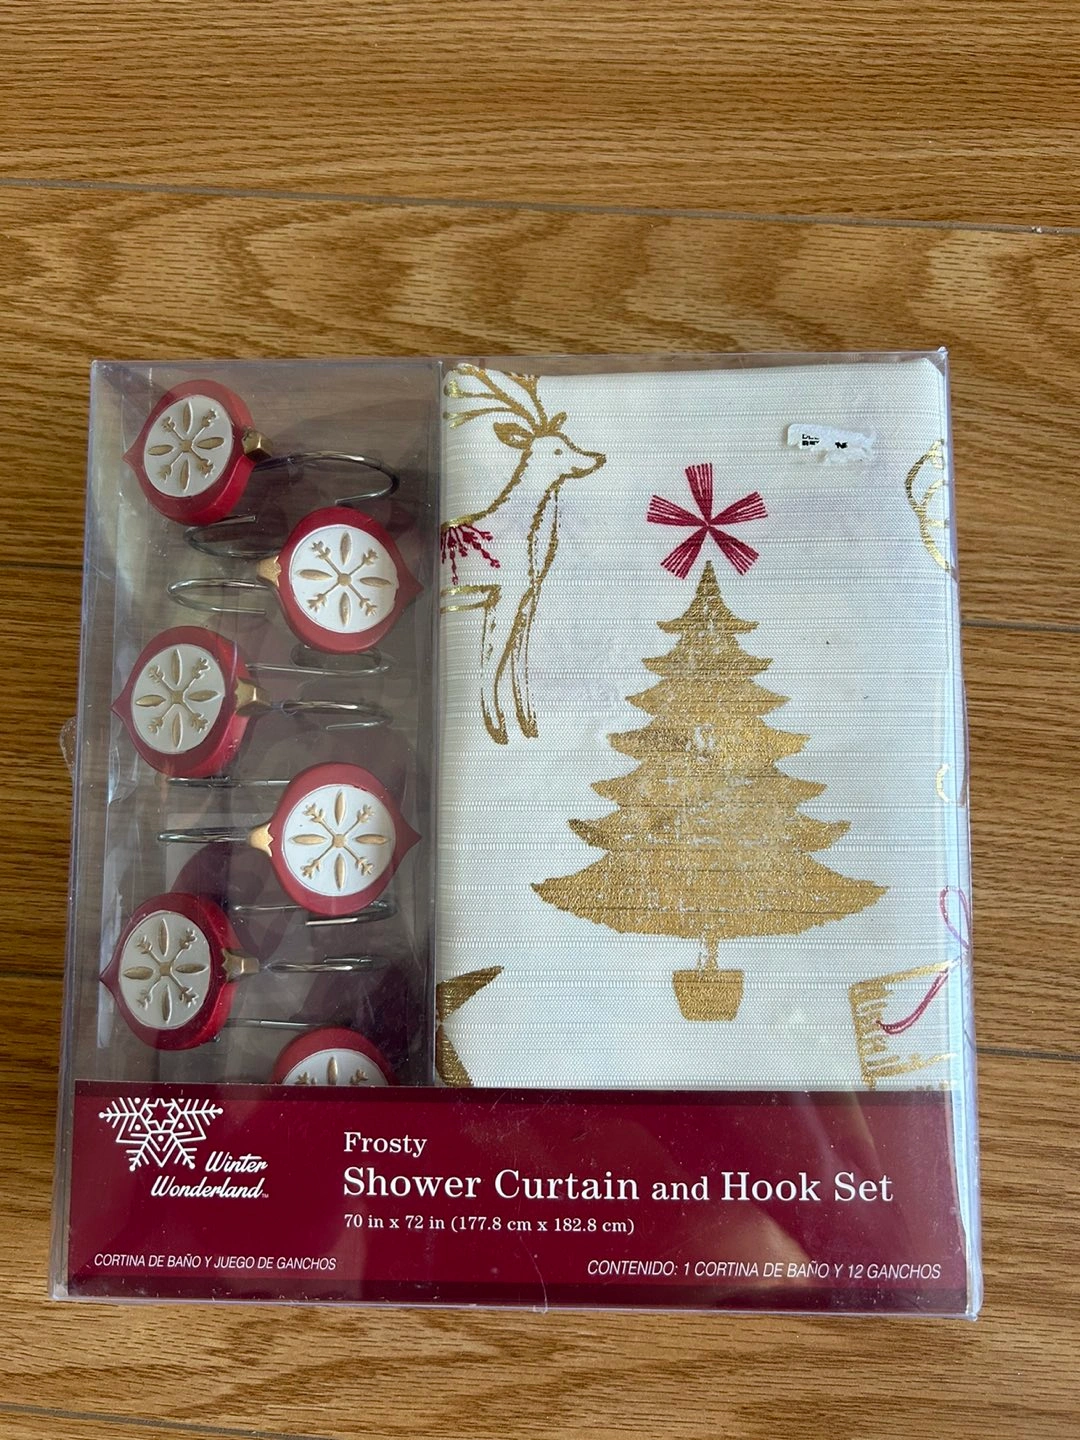 Winter
Wonderland™
Frosty
Shower Curtain and Hook Set
70 in x 72 in (177.8 cm x 182.8 cm)
CORTINA DE BAÑO Y JUEGO DE GANCHOS
CONTENIDO: 1 CORTINA DE BAÑO Y 12 GANCHOS